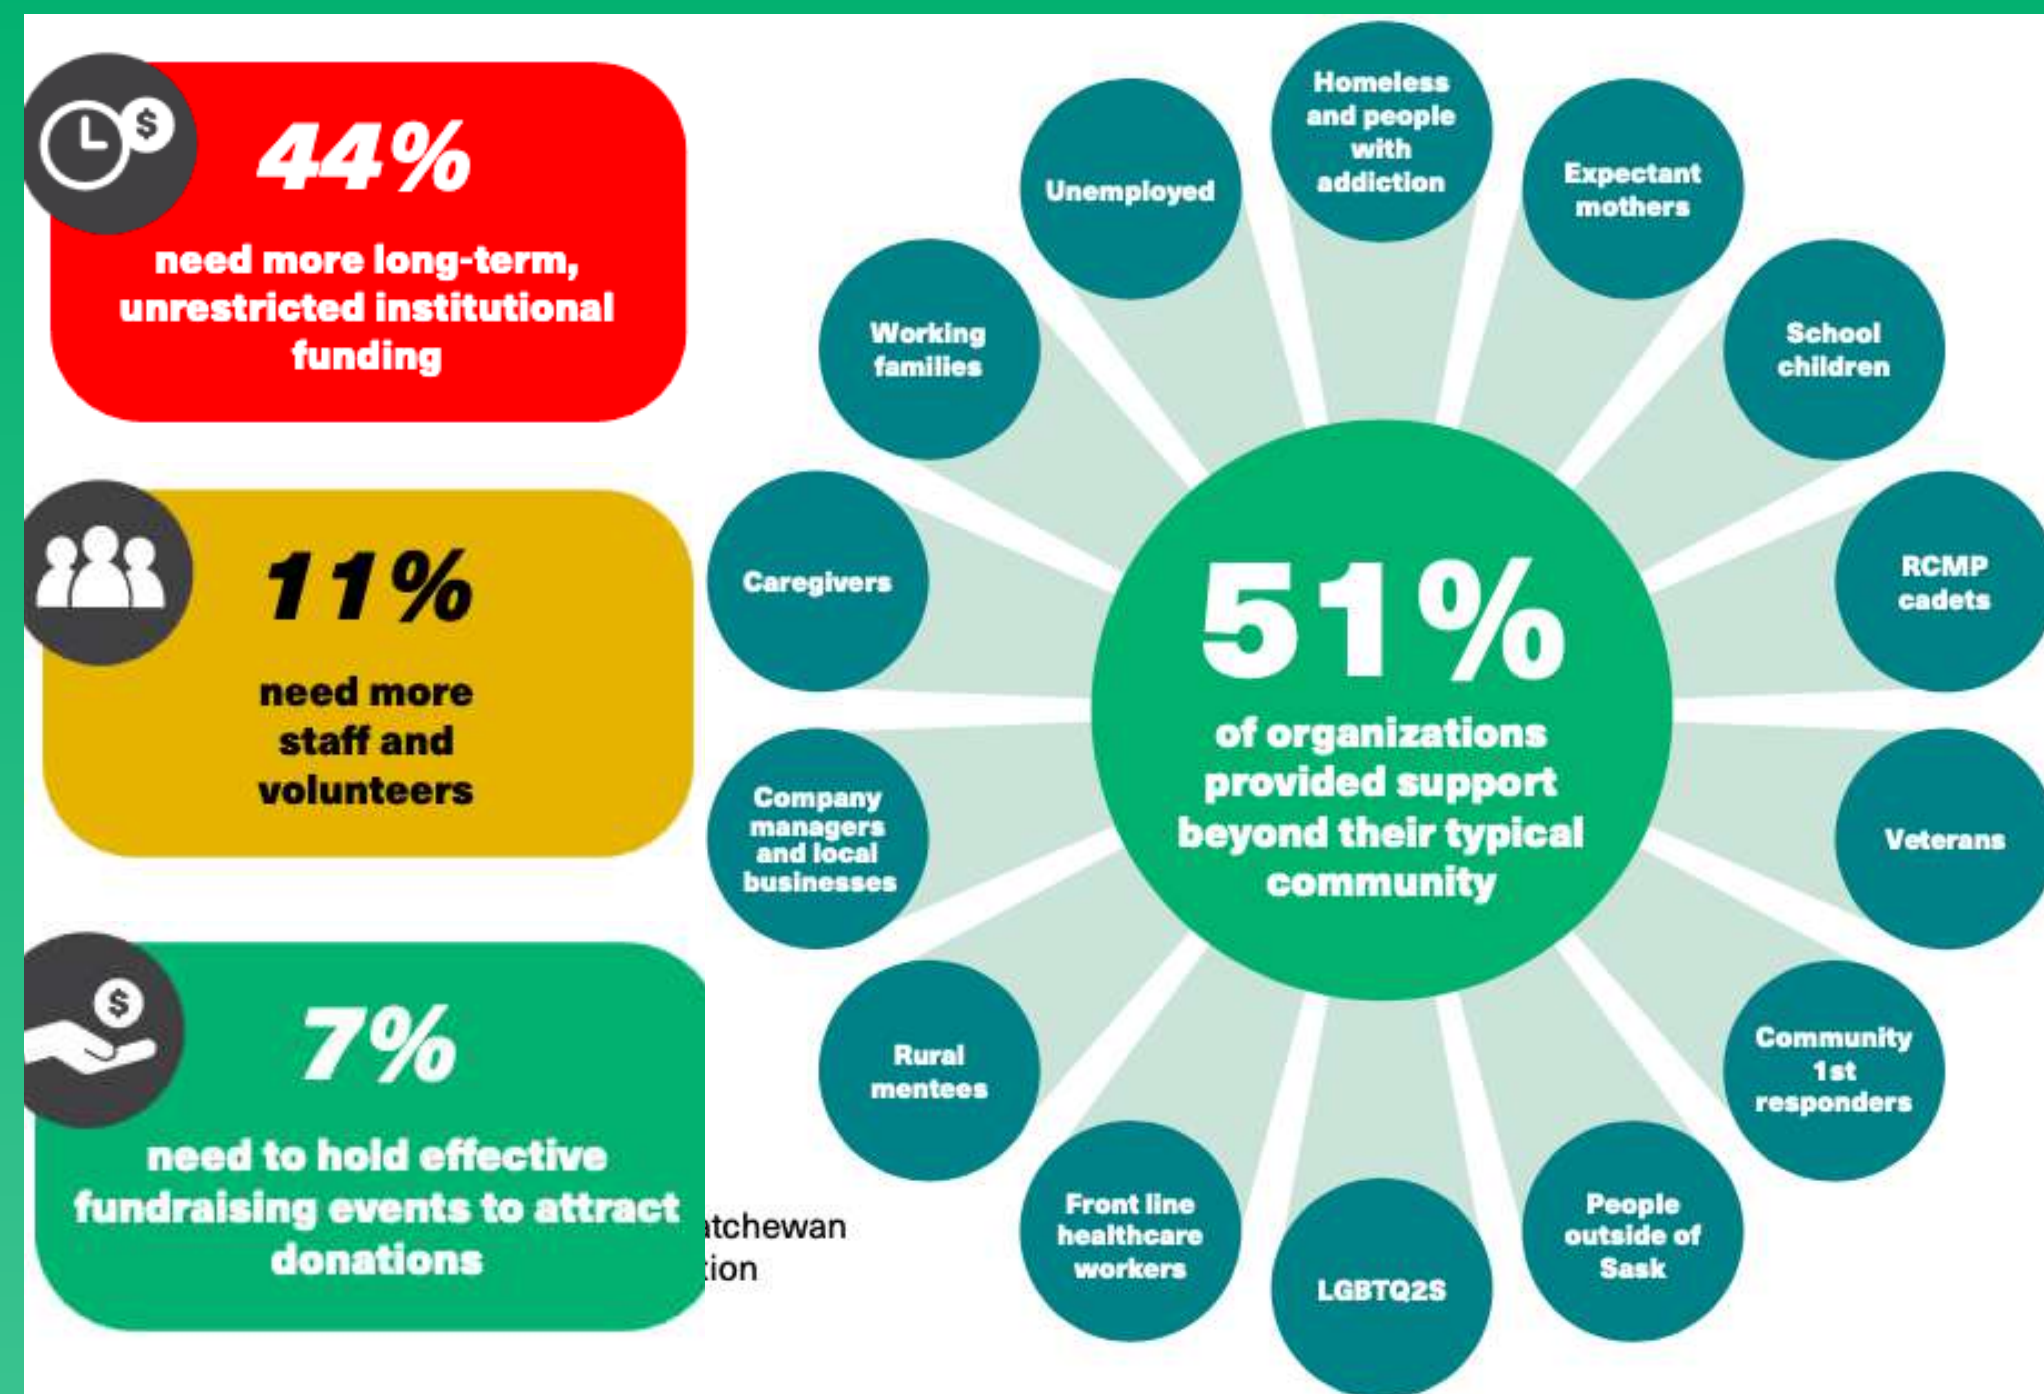 44%
need more long-term,
unrestricted institutional
funding
11%
need more
staff and
volunteers
7%
need to hold effective
fundraising events to attract
donations
atchewan
tion
51%
of organizations
provided support
beyond their typical
community
Homeless
and people
with
addiction
Expectant
mothers
School
children
RCMP
cadets
Veterans
Community
1st
responders
People
outside of
Sask
LGBTQ2S
Front line
healthcare
workers
Rural
mentees
Company
managers
and local
businesses
Caregivers
Working
families
Unemployed